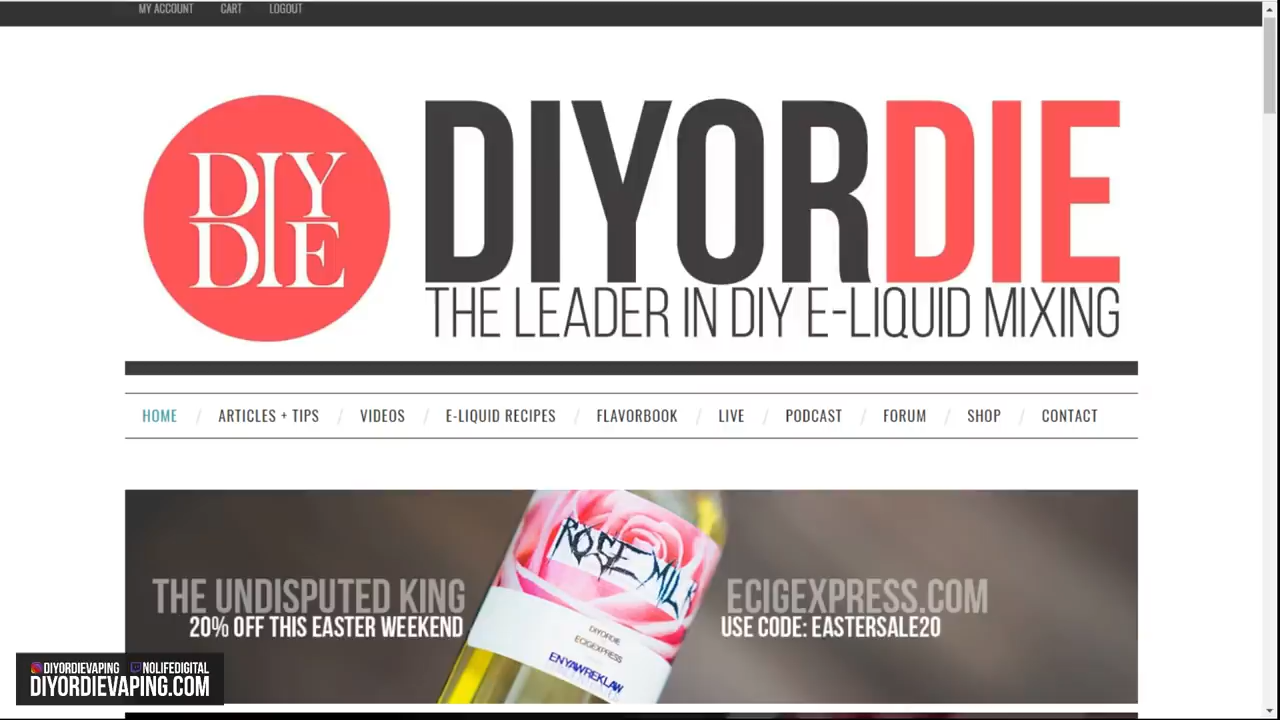 MY ACCOUNT CART LOGOUT
DIY
DIE
DIYORDIE
THE LEADER IN DIY E-LIQUID MIXING
HOME / ARTICLES + TIPS / VIDEOS / E-LIQUID RECIPES / FLAVORBOOK / LIVE / PODCAST / FORUM / SHOP / CONTACT
ROSE MILK
THE UNDISPUTED KING
20% OFF THIS EASTER WEEKEND
DIYORDIE
ECIGEXPRESS
ENYAWREKLAW
ECIGEXPRESS.COM
USE CODE: EASTERSALE20
DIYORDIEVAPING NOLIFEDIGITAL
DIYORDIEVAPING.COM